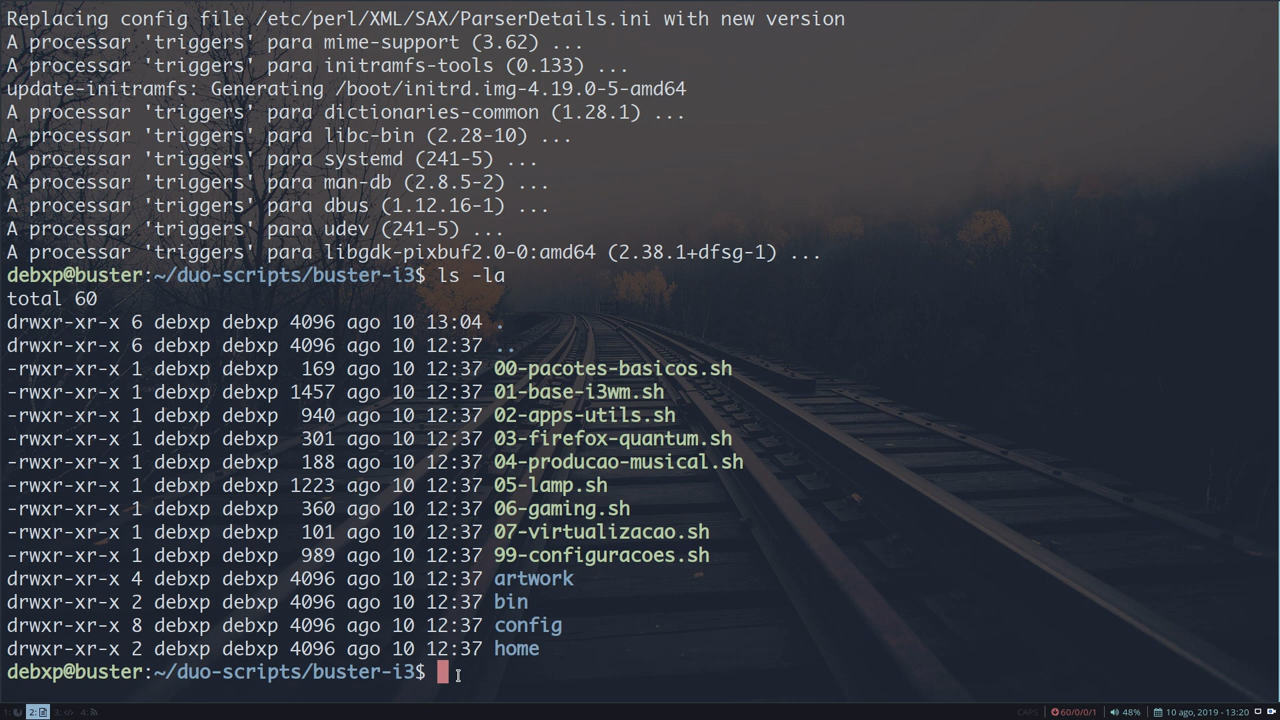 Replacing config file /etc/perl/XML/SAX/ParserDetails.ini with new version
A processar 'triggers' para mime-support (3.62) ...
A processar 'triggers' para initramfs-tools (0.133) ...
update-initramfs: Generating /boot/initrd.img-4.19.0-5-amd64
A processar 'triggers' para dictionaries-common (1.28.1) ...
A processar 'triggers' para libc-bin (2.28-10) ...
A processar 'triggers' para systemd (241-5) ...
A processar 'triggers' para man-db (2.8.5-2) ...
A processar 'triggers' para dbus (1.12.16-1) ...
A processar 'triggers' para udev (241-5) ...
A processar 'triggers' para libgdk-pixbuf2.0-0:amd64 (2.38.1+dfsg-1) ...
debxp@buster:~/duo-scripts/buster-i3$ ls -la
total 60
drwxr-xr-x 6 debxp debxp 4096 ago 10 13:04 .
drwxr-xr-x 6 debxp debxp 4096 ago 10 12:37 ..
-rwxr-xr-x 1 debxp debxp  169 ago 10 12:37 00-pacotes-basicos.sh
-rwxr-xr-x 1 debxp debxp 1457 ago 10 12:37 01-base-i3wm.sh
-rwxr-xr-x 1 debxp debxp  940 ago 10 12:37 02-apps-utils.sh
-rwxr-xr-x 1 debxp debxp  301 ago 10 12:37 03-firefox-quantum.sh
-rwxr-xr-x 1 debxp debxp  188 ago 10 12:37 04-producao-musical.sh
-rwxr-xr-x 1 debxp debxp 1223 ago 10 12:37 05-lamp.sh
-rwxr-xr-x 1 debxp debxp  360 ago 10 12:37 06-gaming.sh
-rwxr-xr-x 1 debxp debxp  101 ago 10 12:37 07-virtualizacao.sh
-rwxr-xr-x 1 debxp debxp  989 ago 10 12:37 99-configuracoes.sh
drwxr-xr-x 4 debxp debxp 4096 ago 10 12:37 artwork
drwxr-xr-x 2 debxp debxp 4096 ago 10 12:37 bin
drwxr-xr-x 8 debxp debxp 4096 ago 10 12:37 config
drwxr-xr-x 2 debxp debxp 4096 ago 10 12:37 home
debxp@buster:~/duo-scripts/buster-i3$
1: 2: 3: 4: CAPS 60/0/0/1 48% 10 ago, 2019 - 13:20